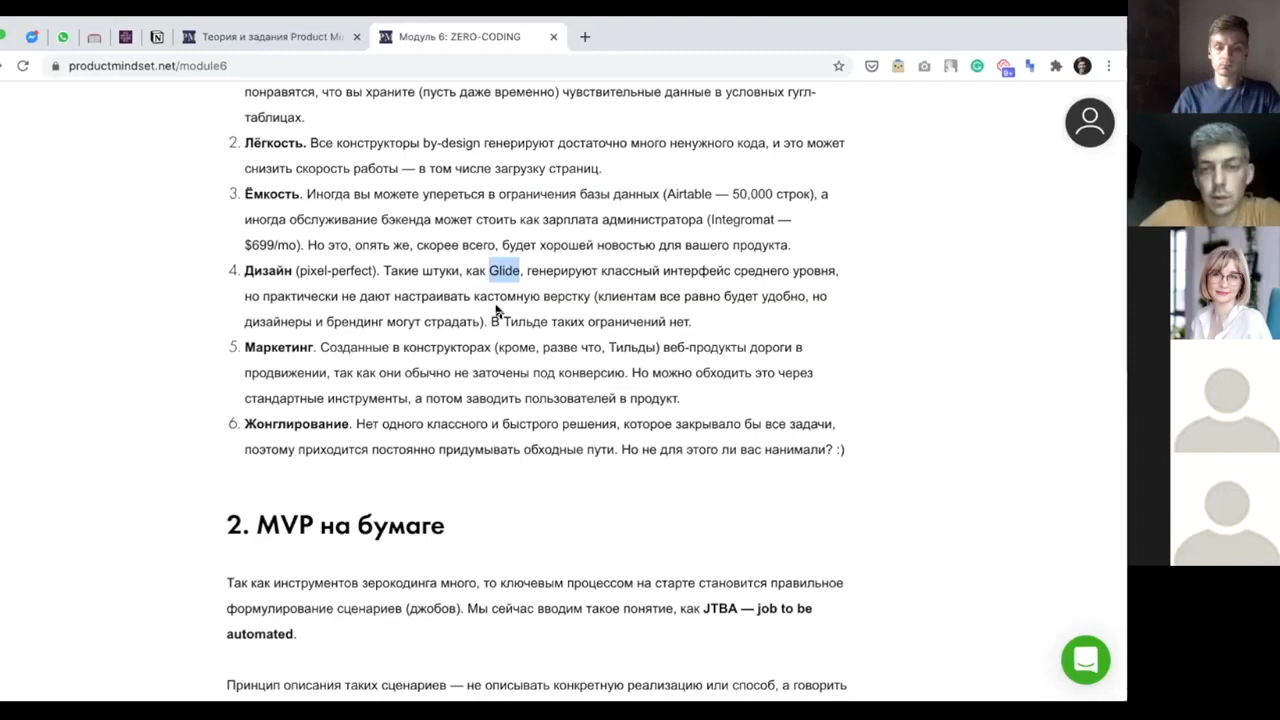 Теория и задания Product Mi
Модуль 6: ZERO-CODING
productmindset.net/module6
понравятся, что вы храните (пусть даже временно) чувствительные данные в условных гугл-
таблицах.
2. Лёгкость. Все конструкторы by-design генерируют достаточно много ненужного кода, и это может
снизить скорость работы — в том числе загрузку страниц.
3. Ёмкость. Иногда вы можете упереться в ограничения базы данных (Airtable — 50,000 строк), а
иногда обслуживание бэкенда может стоить как зарплата администратора (Integromat —
$699/mo). Но это, опять же, скорее всего, будет хорошей новостью для вашего продукта.
4. Дизайн (pixel-perfect). Такие штуки, как Glide, генерируют классный интерфейс среднего уровня,
но практически не дают настраивать кастомную верстку (клиентам все равно будет удобно, но
дизайнеры и брендинг могут страдать). В Тильде таких ограничений нет.
5. Маркетинг. Созданные в конструкторах (кроме, разве что, Тильды) веб-продукты дороги в
продвижении, так как они обычно не заточены под конверсию. Но можно обходить это через
стандартные инструменты, а потом заводить пользователей в продукт.
6. Жонглирование. Нет одного классного и быстрого решения, которое закрывало бы все задачи,
поэтому приходится постоянно придумывать обходные пути. Но не для этого ли вас нанимали? :)
2. MVP на бумаге
Так как инструментов зерокодинга много, то ключевым процессом на старте становится правильное
формулирование сценариев (джобов). Мы сейчас вводим такое понятие, как JTBA — job to be
automated.
Принцип описания таких сценариев — не описывать конкретную реализацию или способ, а говорить